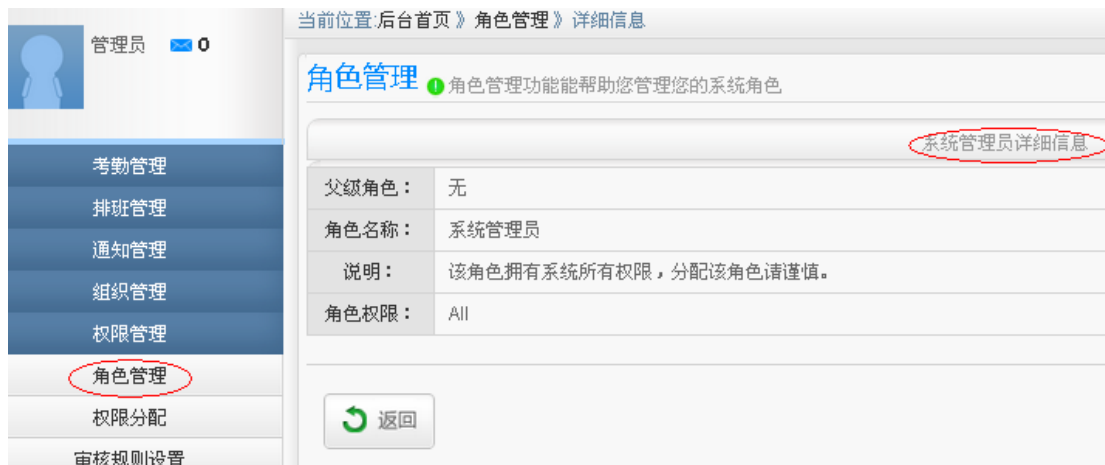 当前位置:后台首页 》 角色管理 》 详细信息
管理员 0
角色管理 角色管理功能能帮助您管理您的系统角色
系统管理员详细信息
考勤管理
排班管理
通知管理
组织管理
权限管理
角色管理
权限分配
审核规则设置
父级角色： 无
角色名称： 系统管理员
说明： 该角色拥有系统所有权限，分配该角色请谨慎。
角色权限： All
返回